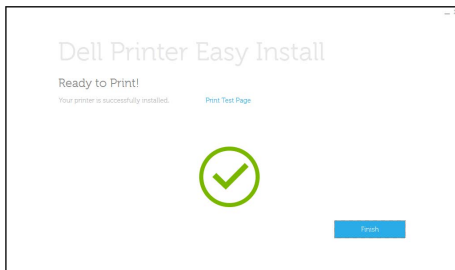 Dell Printer Easy Install
Ready to Print!
Your printer is successfully installed. Print Test Page
Finish